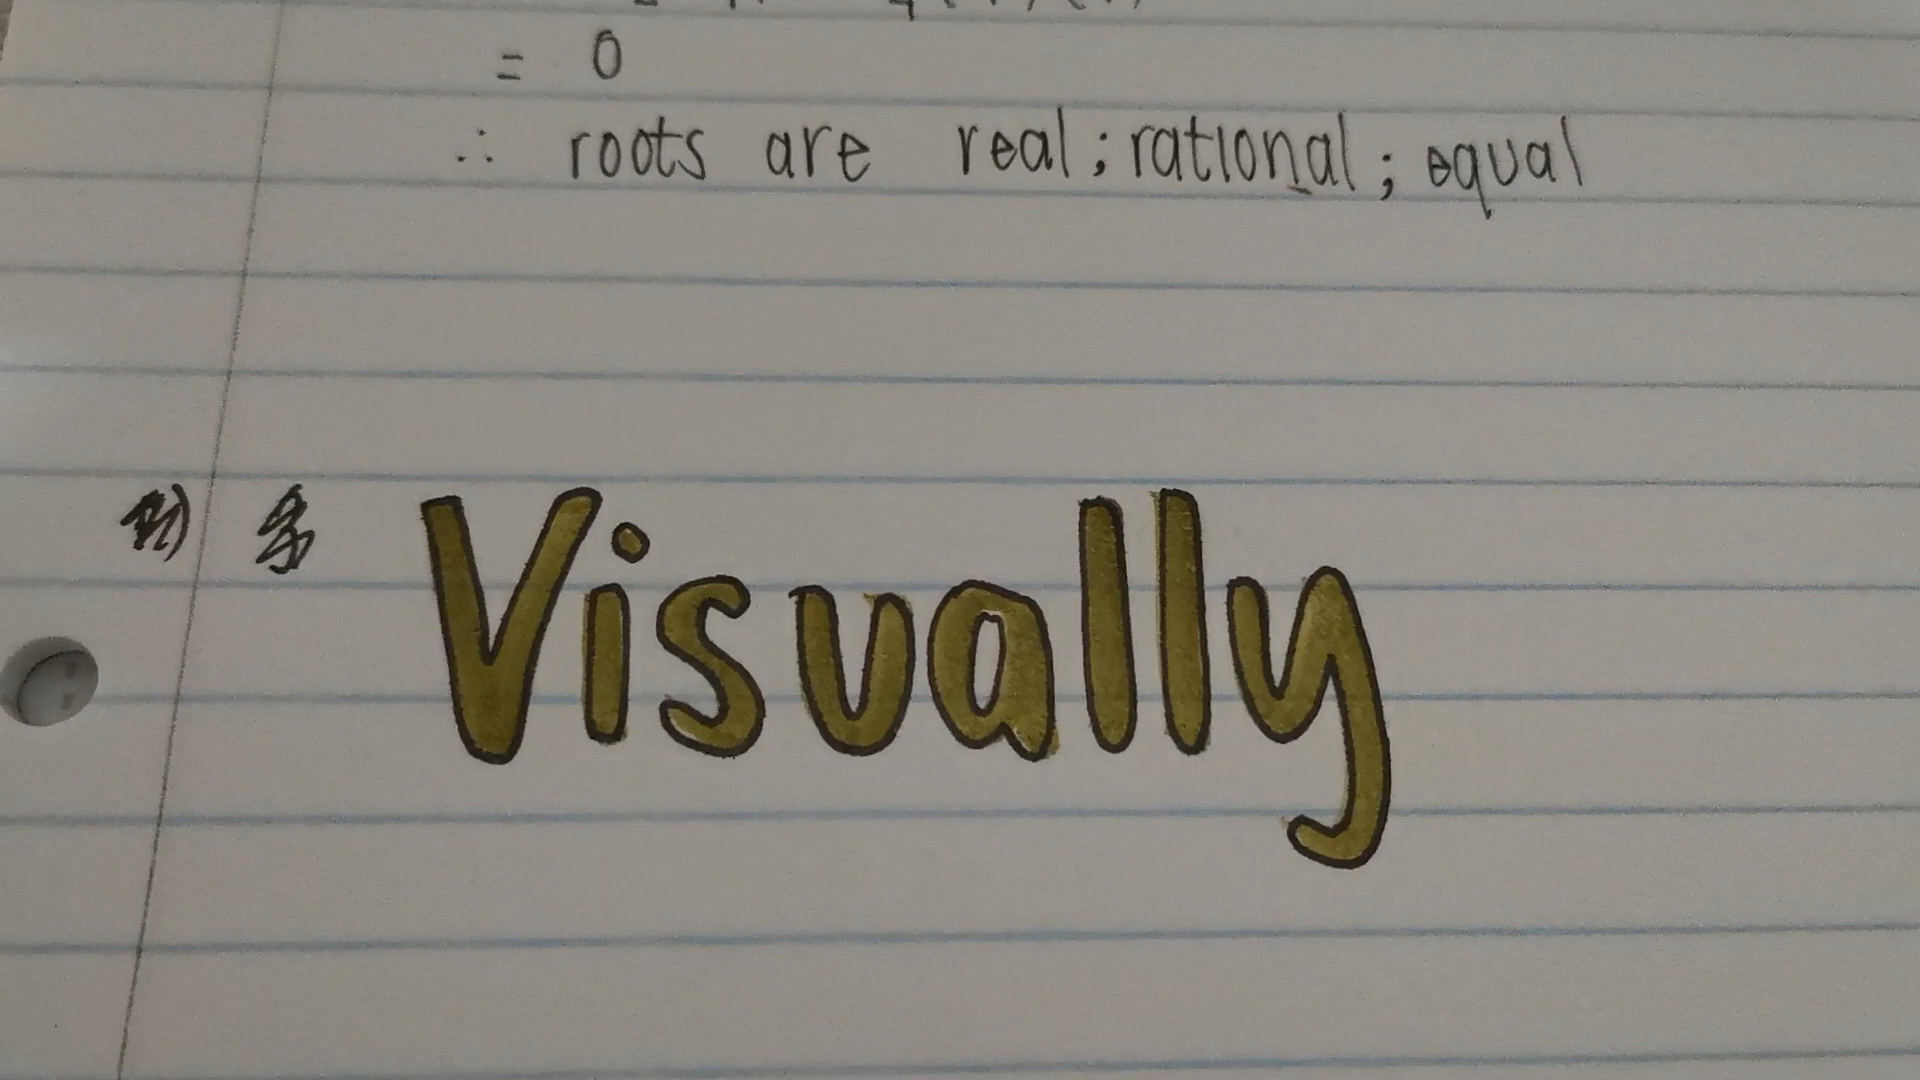 = 0
∴ roots are real; rational; equal
Visually